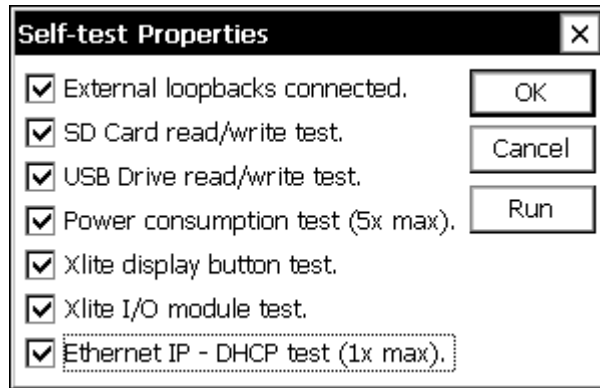 Self-test Properties
External loopbacks connected.
OK
SD Card read/write test.
Cancel
USB Drive read/write test.
Power consumption test (5x max).
Run
Xlite display button test.
Xlite I/O module test.
Ethernet IP - DHCP test (1x max).